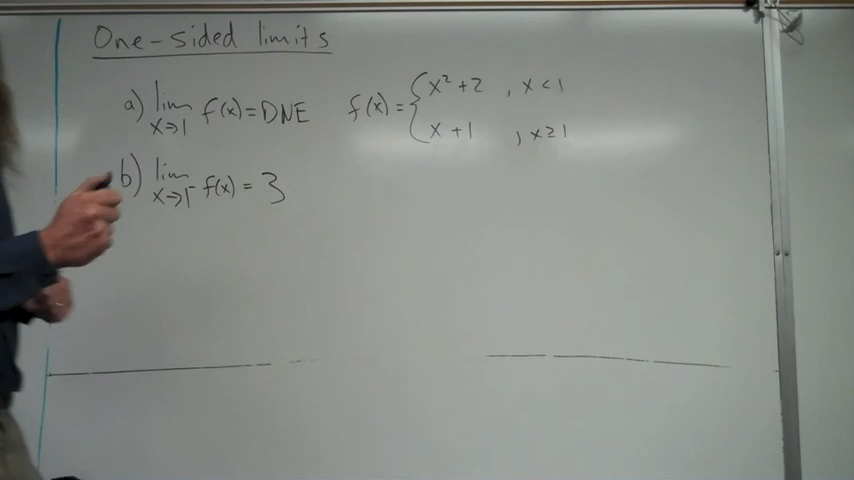 One-sided limits
a) lim x→1 f(x) = DNE f(x) = { x² + 2 , x < 1
x + 1 , x ≥ 1
b) lim x→1⁻ f(x) = 3